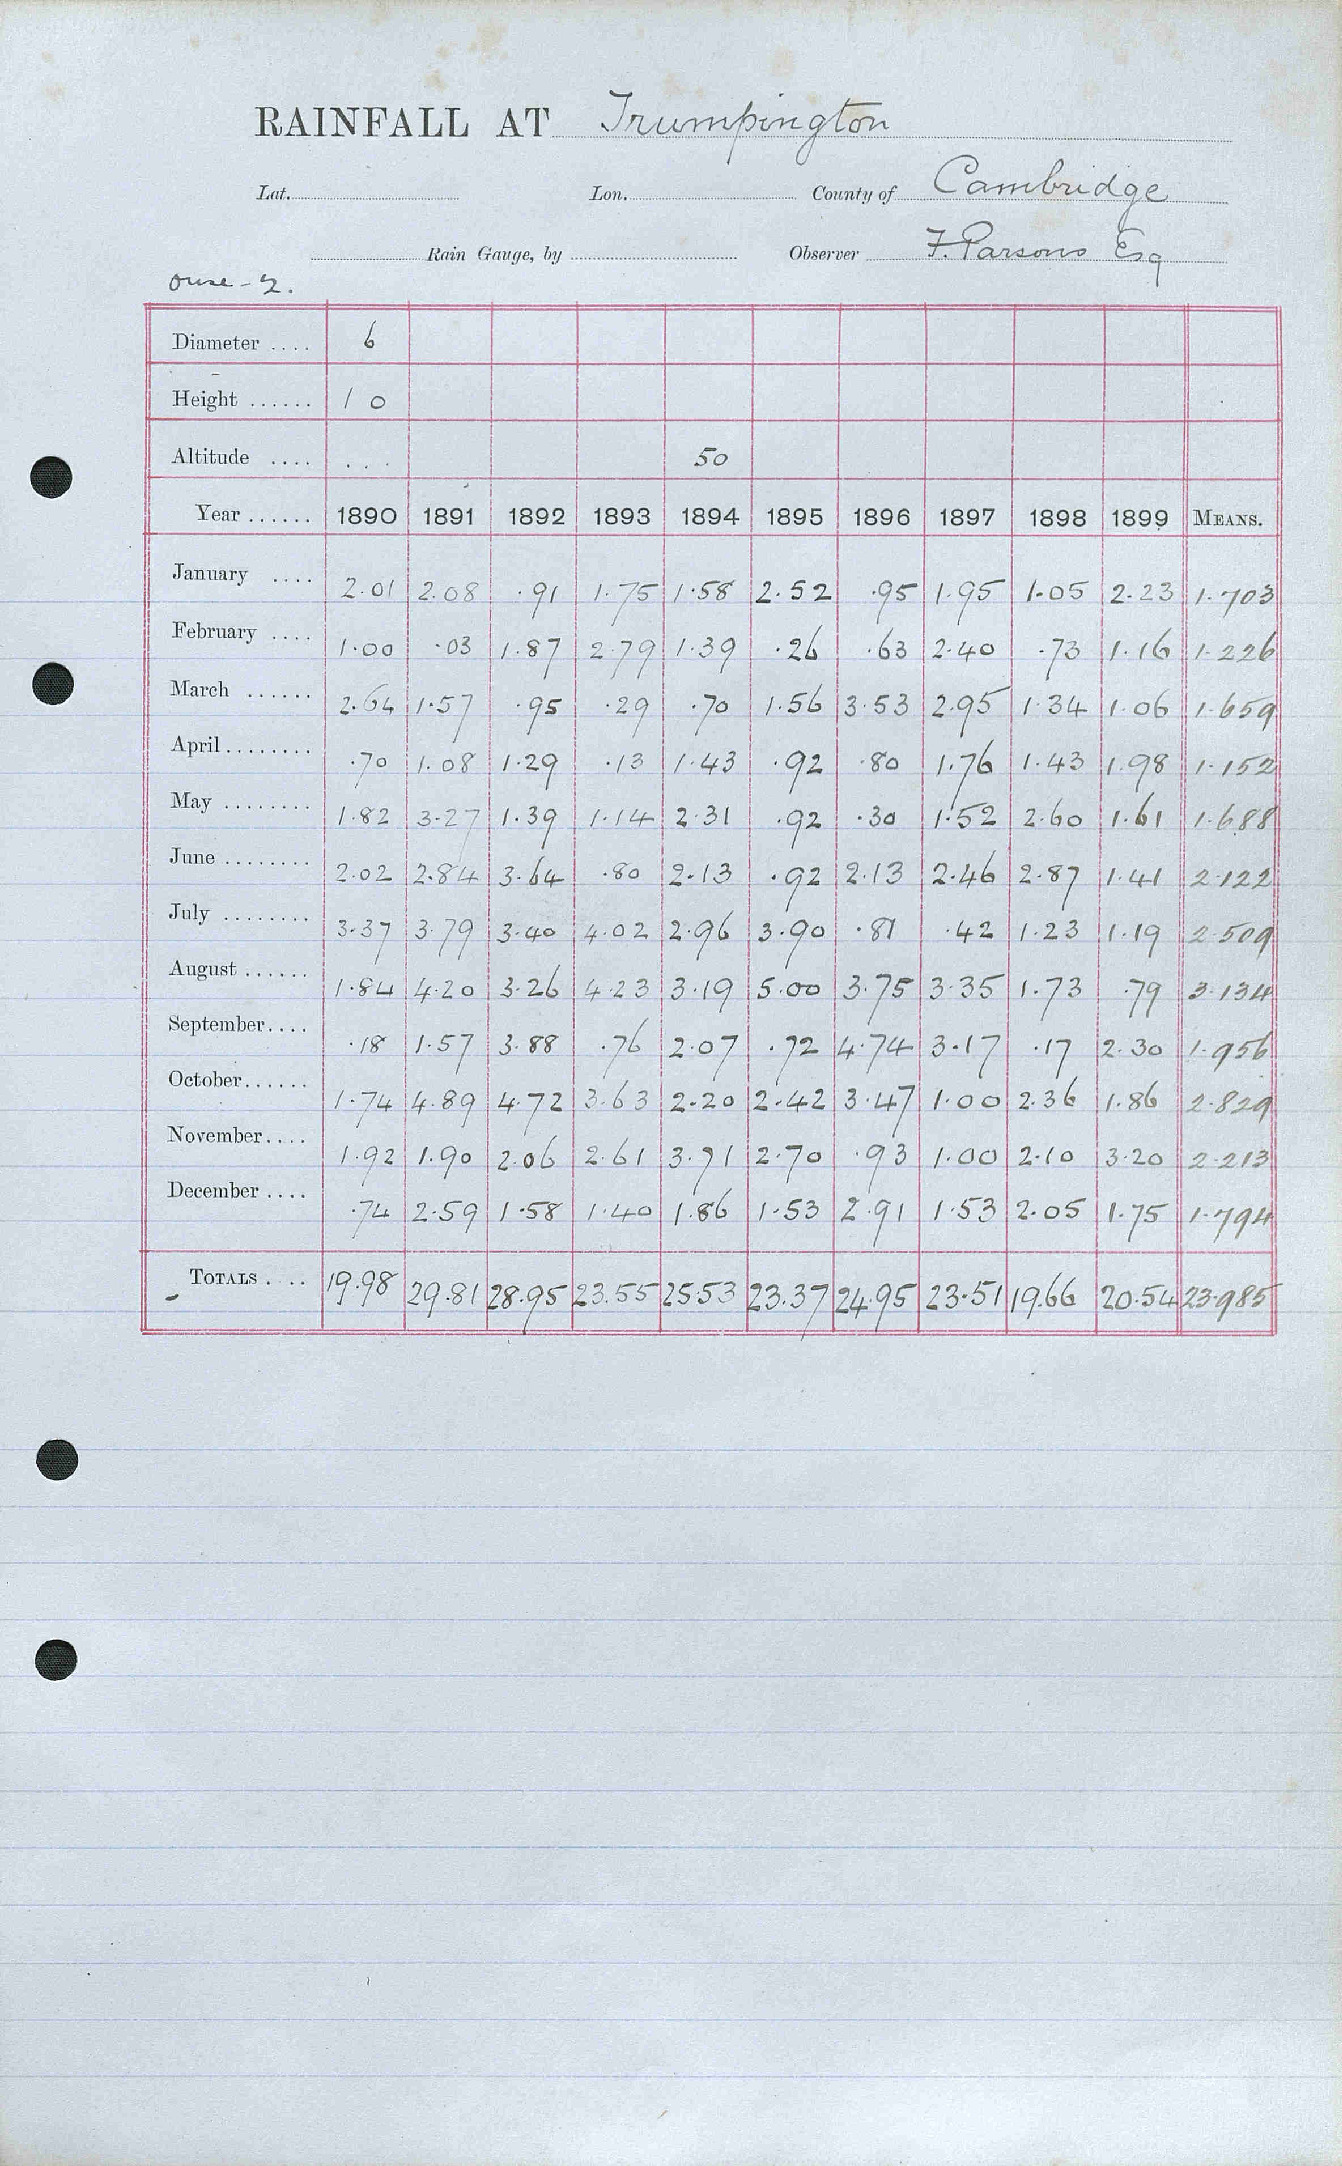 RAINFALL AT Trumpington
Lat. Lon. County of Cambridge
Rain Gauge, by Observer F. Parsons Esq
Ouse - 2.
Diameter .... 6
Height ...... 1 0
Altitude .... . . . 50
Year ...... 1890 1891 1892 1893 1894 1895 1896 1897 1898 1899 MEANS.
January .... 2.01 2.08 .91 1.75 1.58 2.52 .95 1.95 1.05 2.23 1.703
February .... 1.00 .03 1.87 2.79 1.39 .26 .63 2.40 .73 1.16 1.226
March ...... 2.64 1.57 .95 .29 .70 1.56 3.53 2.95 1.34 1.06 1.659
April ........ .70 1.08 1.29 .13 1.43 .92 .80 1.76 1.43 1.98 1.152
May ........ 1.82 3.27 1.39 1.14 2.31 .92 .30 1.52 2.60 1.61 1.688
June ........ 2.02 2.84 3.64 .80 2.13 .92 2.13 2.46 2.87 1.41 2.122
July ........ 3.37 3.79 3.40 4.02 2.96 3.90 .81 .42 1.23 1.19 2.509
August ...... 1.84 4.20 3.26 4.23 3.19 5.00 3.75 3.35 1.73 .79 3.134
September.... .18 1.57 3.88 .76 2.07 .72 4.74 3.17 .17 2.30 1.956
October...... 1.74 4.89 4.72 3.63 2.20 2.42 3.47 1.00 2.36 1.86 2.829
November.... 1.92 1.90 2.06 2.61 3.71 2.70 .93 1.00 2.10 3.20 2.213
December .... .74 2.59 1.58 1.40 1.86 1.53 2.91 1.53 2.05 1.75 1.794
TOTALS .... 19.98 29.81 28.95 23.55 25.53 23.37 24.95 23.51 19.66 20.54 23.985